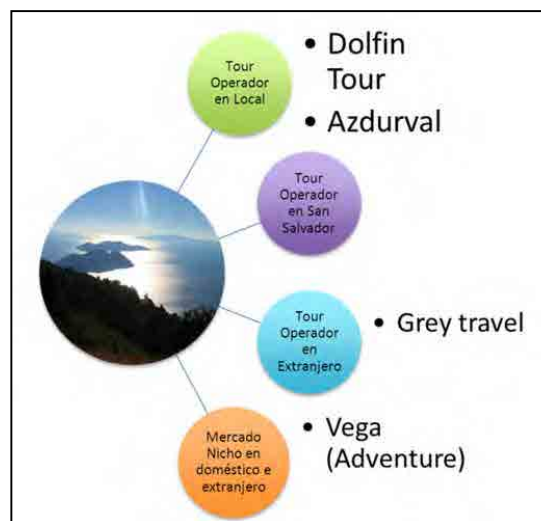 Tour
Operador
en Local
• Dolfin
Tour
• Azdurval
Tour
Operador
en San
Salvador
Tour
Operador
en
Extranjero
• Grey travel
Mercado
Nicho en
doméstico e
extranjero
• Vega
(Adventure)